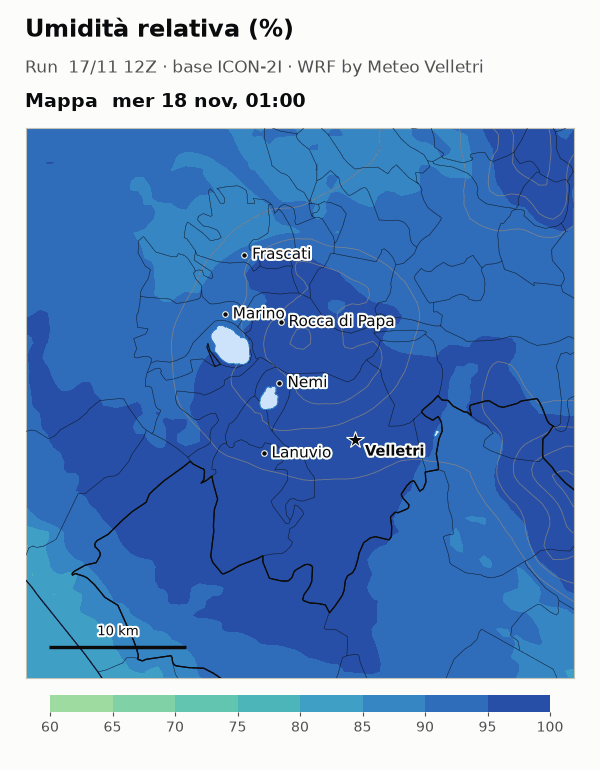 Umidità relativa (%)
Run  17/11 12Z · base ICON-2I · WRF by Meteo Velletri
Mappa  mer 18 nov, 01:00
Frascati
Marino
Rocca di Papa
Nemi
Velletri
Lanuvio
10 km
60 65 70 75 80 85 90 95 100